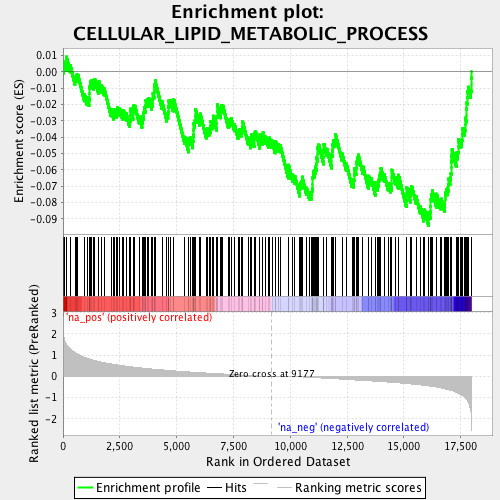 Enrichment plot:
CELLULAR_LIPID_METABOLIC_PROCESS
Enrichment score (ES)
0.01
0.00
-0.01
-0.02
-0.03
-0.04
-0.05
-0.06
-0.07
-0.08
-0.09
'na_pos' (positively correlated)
Ranked list metric (PreRanked)
3
2
1
0
-1
-2
Zero cross at 9177
'na_neg' (negatively correlated)
0
2,500
5,000
7,500
10,000
12,500
15,000
17,500
Rank in Ordered Dataset
Enrichment profile
Hits
Ranking metric scores